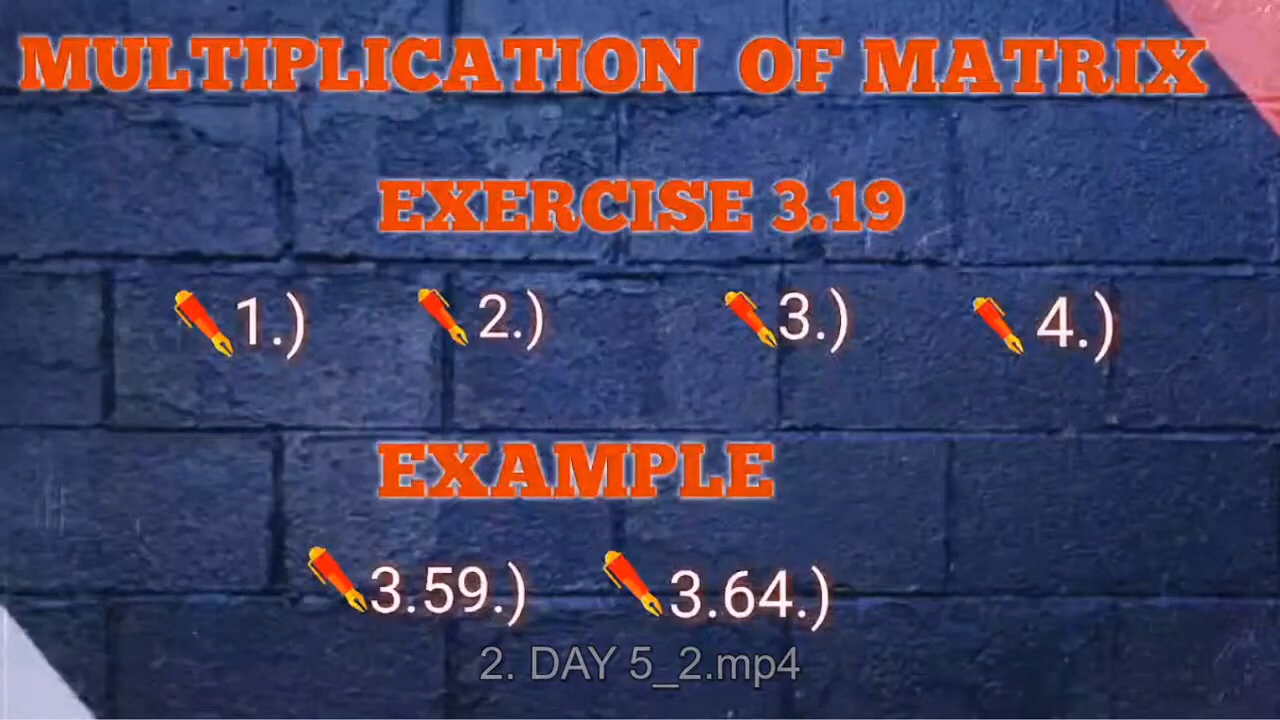 MULTIPLICATION OF MATRIX
EXERCISE 3.19
1.) 2.) 3.) 4.)
EXAMPLE
3.59.) 3.64.)
2. DAY 5_2.mp4